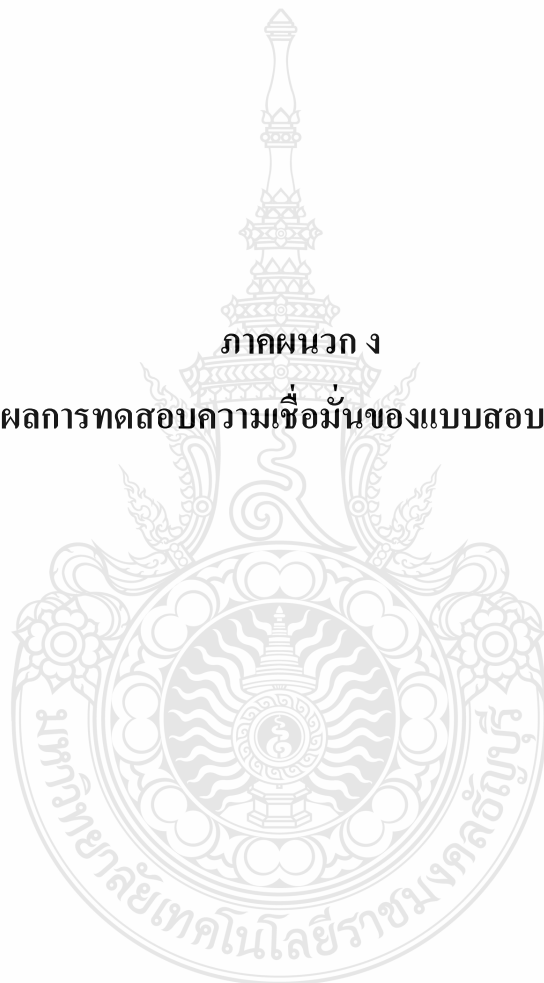 ภาคผนวก ง
ผลการทดสอบความเชื่อมั่นของแบบสอบ
มหาวิทยาลัยเทคโนโลยีราชมงคลธัญบุรี